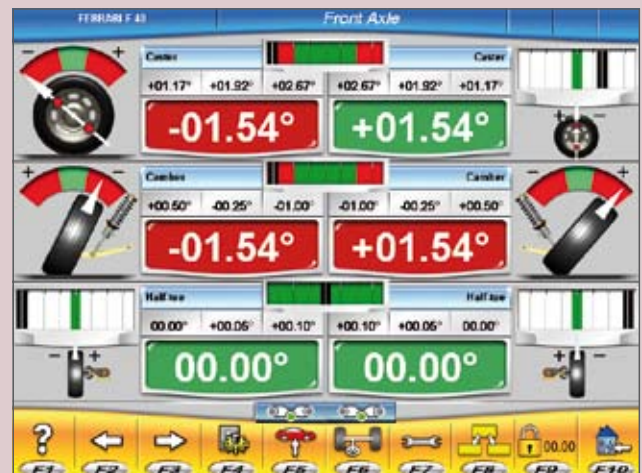 FERRARI F 40 Front Axle
Caster Caster
+01.17° +01.92° +02.67° +02.67° +01.92° +01.17°
-01.54° +01.54°
- +
+
Camber Camber
+ - - +
+00.50° -00.25° -01.00° -01.00° -00.25° +00.50°
-01.54° +01.54°
Half toe Half toe
00.00° +00.05° +00.10° +00.10° +00.05° 00.00°
00.00° 00.00°
- + + -
? 00.00
F1 F2 F3 F4 F5 F6 F7 F8 F10